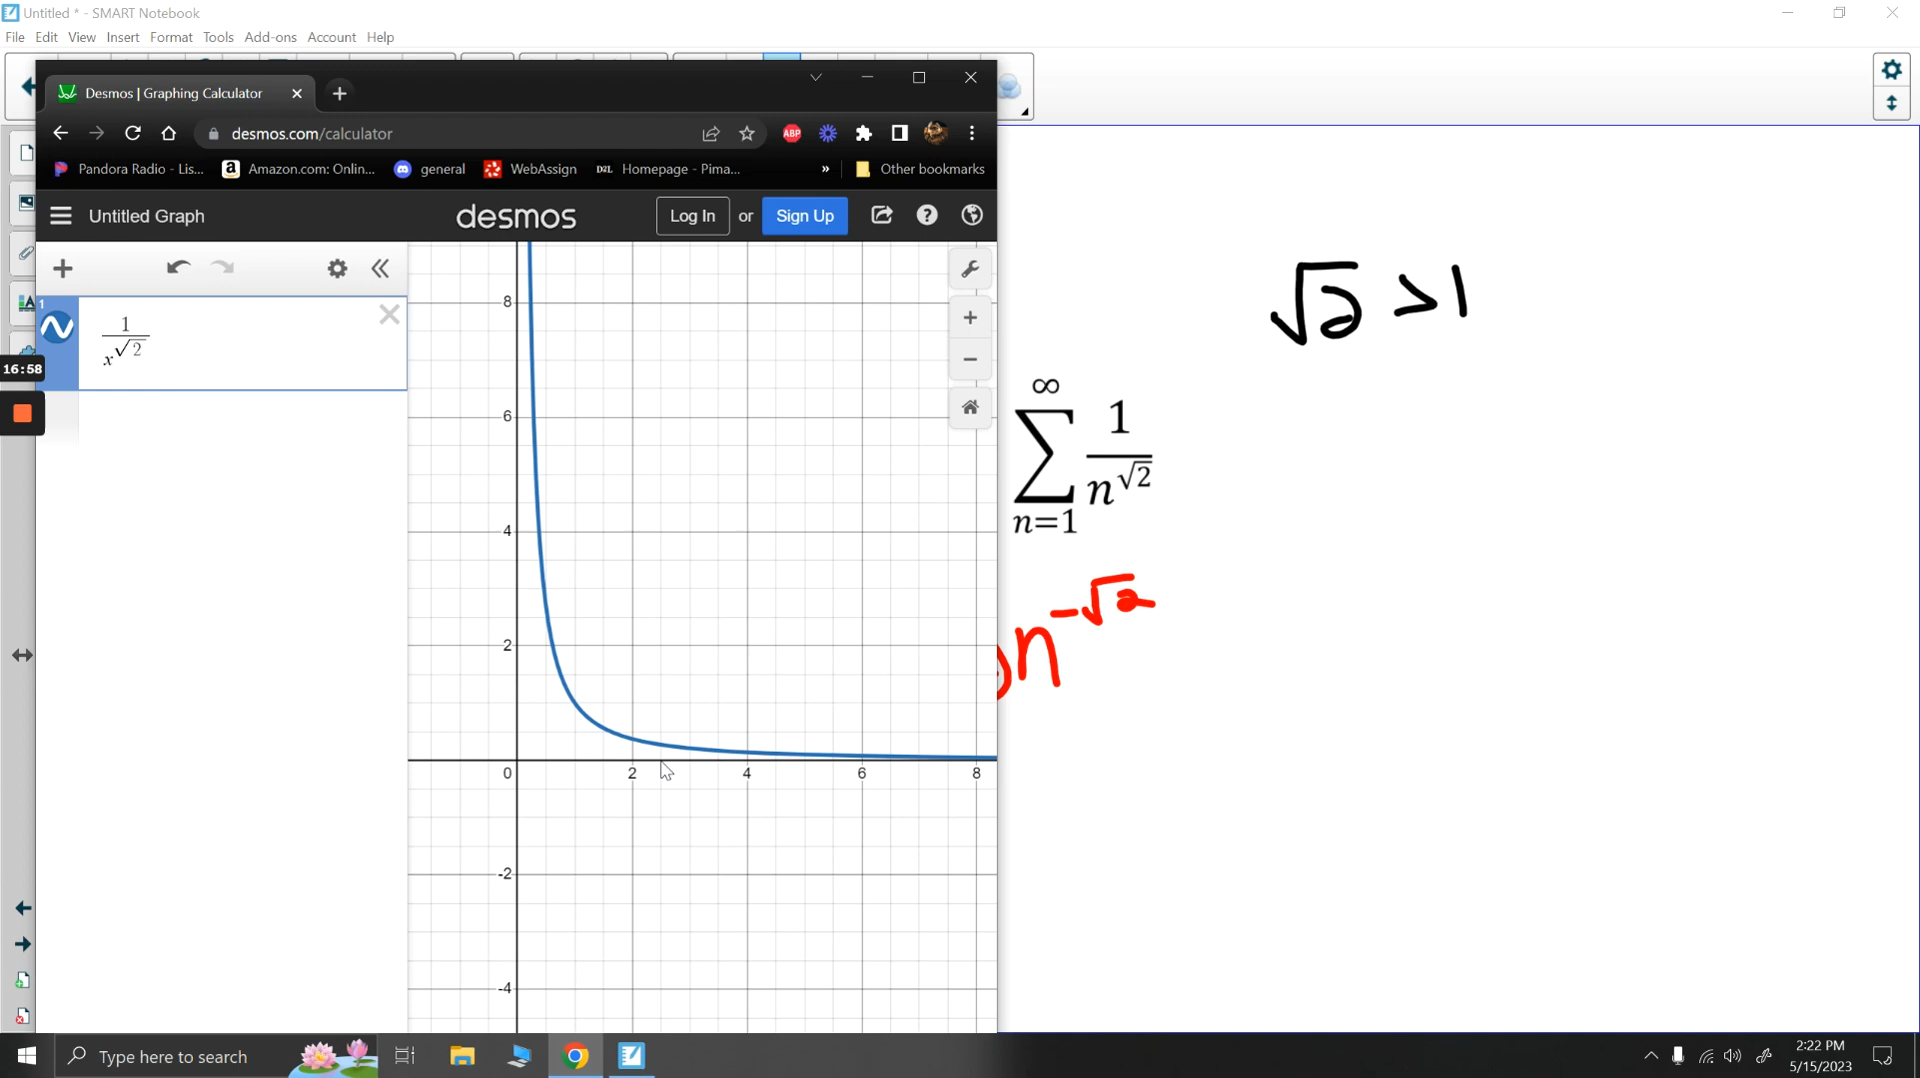 Untitled * - SMART Notebook
File Edit View Insert Format Tools Add-ons Account Help
Desmos | Graphing Calculator
desmos.com/calculator
ABP
Pandora Radio - Lis... Amazon.com: Onlin... general WebAssign D2L Homepage - Pima... » Other bookmarks
Untitled Graph desmos Log In or Sign Up
1
1
x^√2
16:58
8
6
4
2
0 2 4 6 8
-2
-4
√2 > 1
∞
∑ 1/n^√2
n=1
n^-√2
Type here to search
2:22 PM
5/15/2023